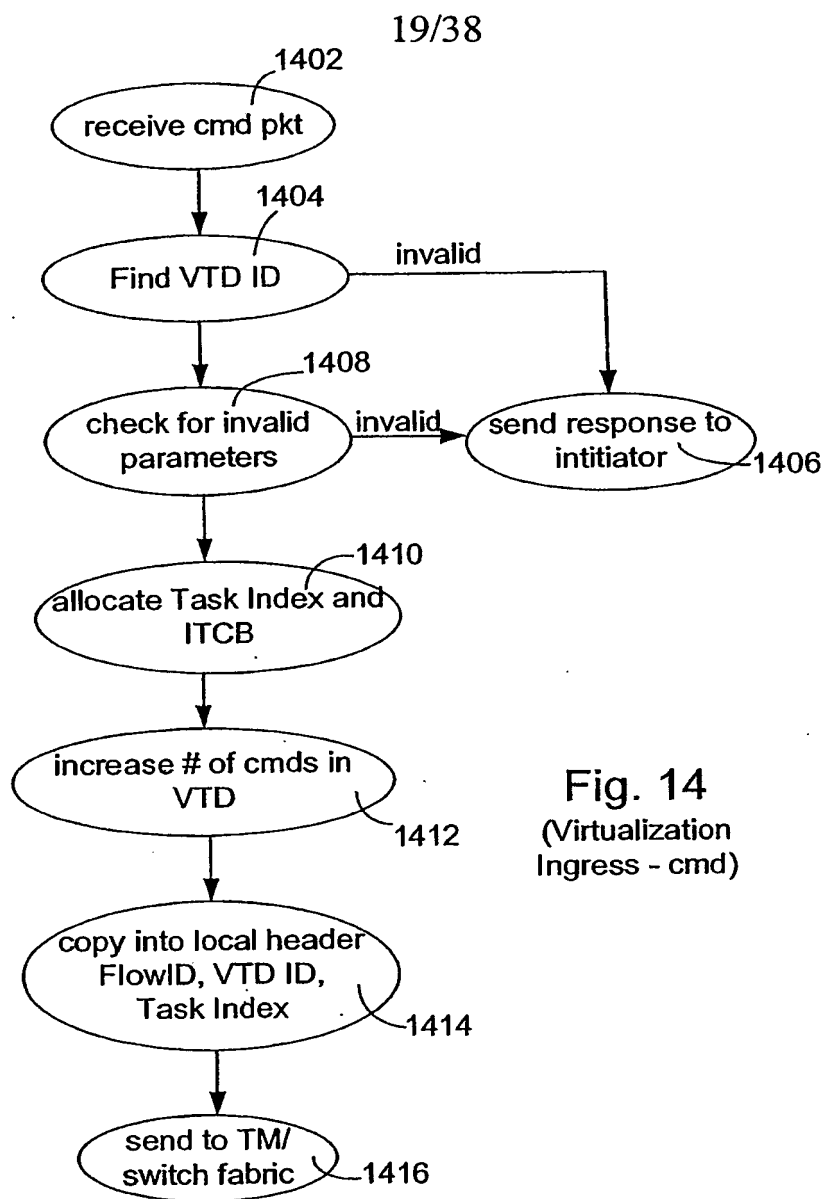 19/38
1402
receive cmd pkt
1404
Find VTD ID
invalid
1408
check for invalid
parameters
invalid
send response to
intitiator
1406
1410
allocate Task Index and
ITCB
increase # of cmds in
VTD
1412
Fig. 14
(Virtualization
Ingress - cmd)
copy into local header
FlowID, VTD ID,
Task Index
1414
send to TM/
switch fabric
1416